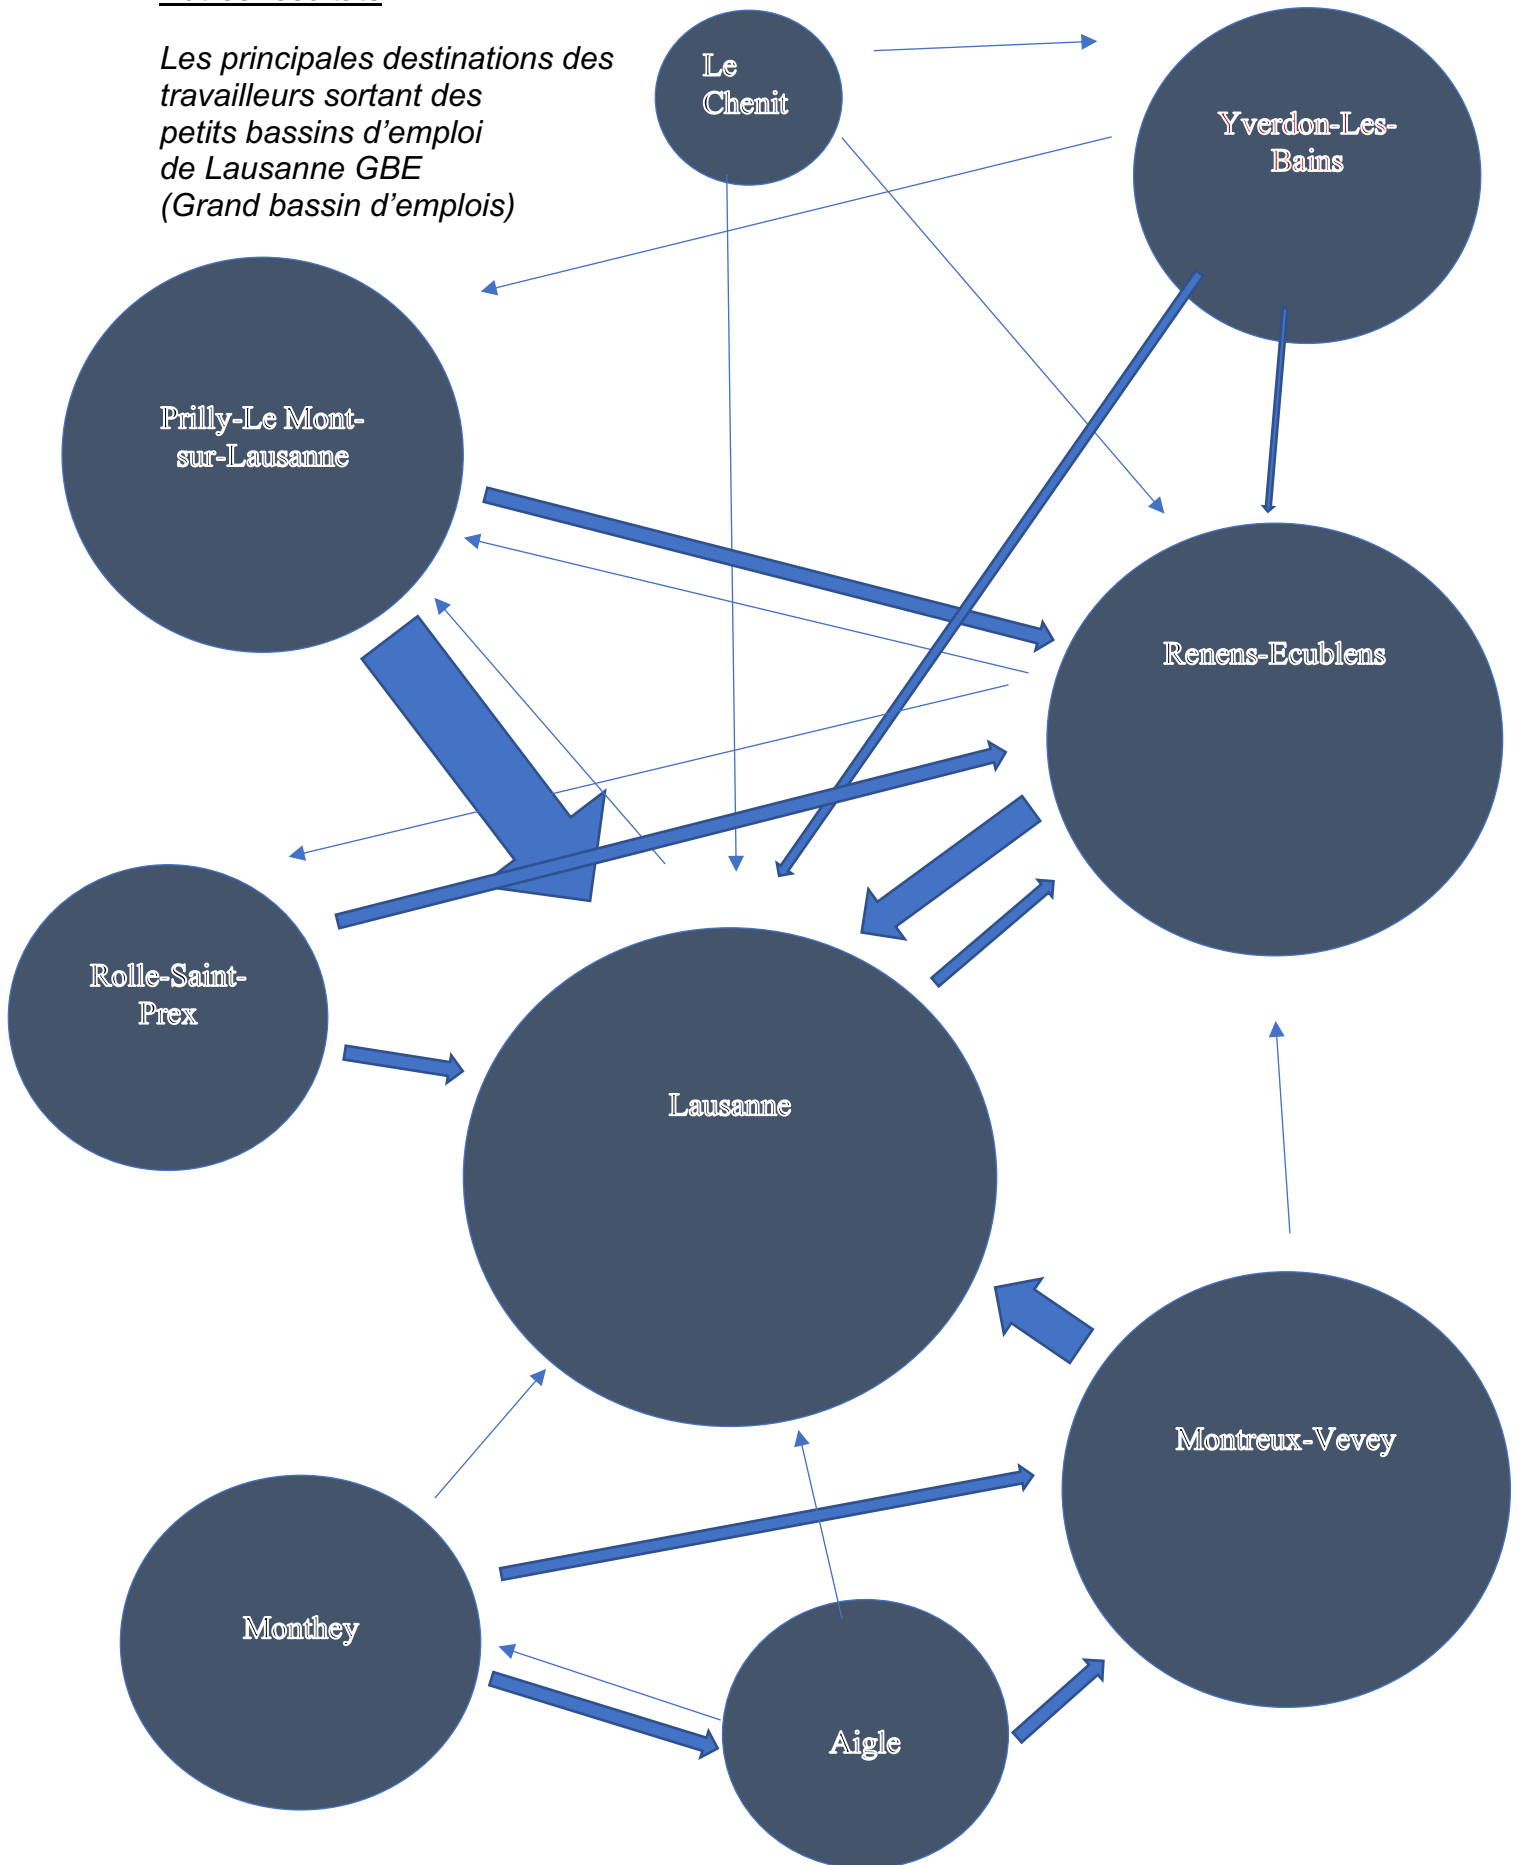 Les principales destinations des
travailleurs sortant des
petits bassins d’emploi
de Lausanne GBE
(Grand bassin d’emplois)
Le
Chenit
Yverdon-Les-
Bains
Prilly-Le Mont-
sur-Lausanne
Renens-Ecublens
Rolle-Saint-
Prex
Lausanne
Montreux-Vevey
Monthey
Aigle